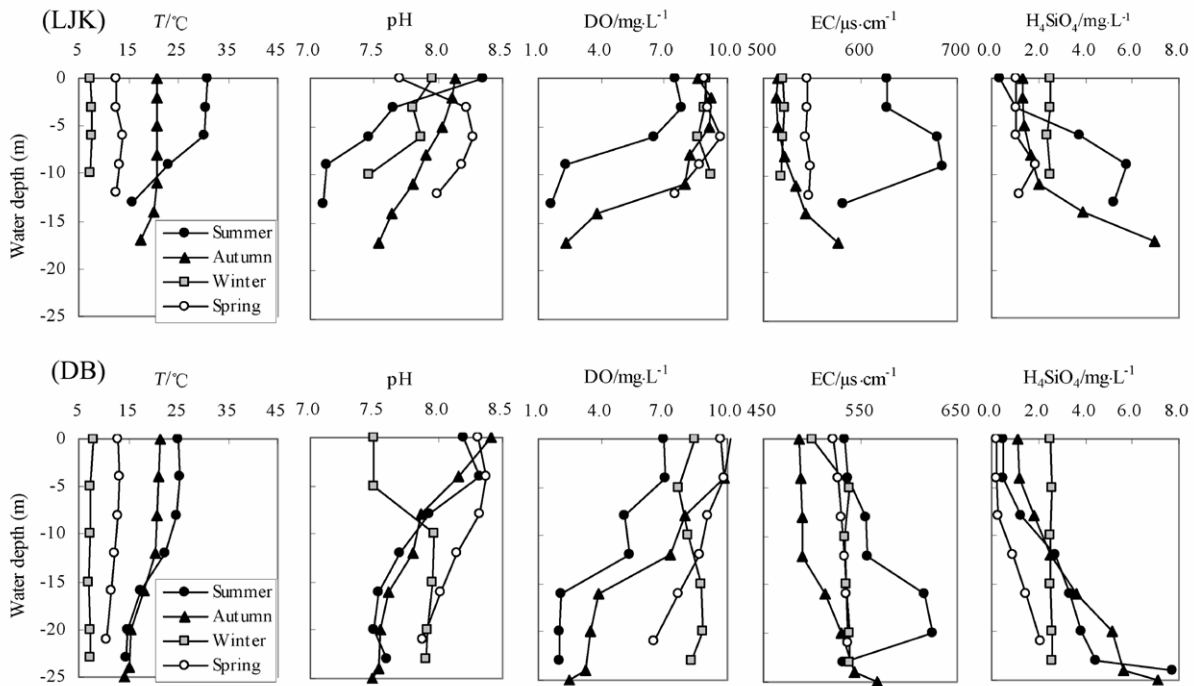 (LJK)
T/℃
pH
DO/mg·L⁻¹
EC/μs·cm⁻¹
H₄SiO₄/mg·L⁻¹
5 15 25 35 45
7.0 7.5 8.0 8.5
1.0 4.0 7.0 10.0
500 600 700
0.0 2.0 4.0 6.0 8.0
Water depth (m)
0
-5
-10
-15
-20
-25
Summer
Autumn
Winter
Spring
(DB)
T/℃
pH
DO/mg·L⁻¹
EC/μs·cm⁻¹
H₄SiO₄/mg·L⁻¹
5 15 25 35 45
7.0 7.5 8.0 8.5
1.0 4.0 7.0 10.0
450 550 650
0.0 2.0 4.0 6.0 8.0
Water depth (m)
0
-5
-10
-15
-20
-25
Summer
Autumn
Winter
Spring